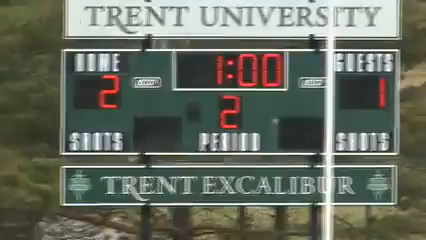 TRENT UNIVERSITY
HOME 1:00 GUESTS
2 2 1
SHOTS PERIOD SHOTS
TRENT EXCALIBUR